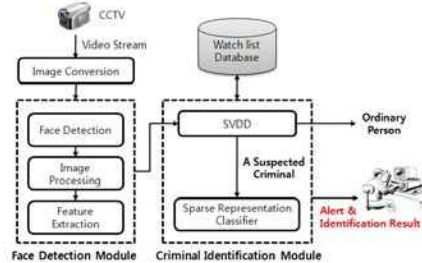 CCTV
Video Stream
Image Conversion
Face Detection
Image
Processing
Feature
Extraction
Face Detection Module
Watch list
Database
SVDD
A Suspected
Criminal
Sparse Representation
Classifier
Criminal Identification Module
Ordinary
Person
Alert &
Identification Result